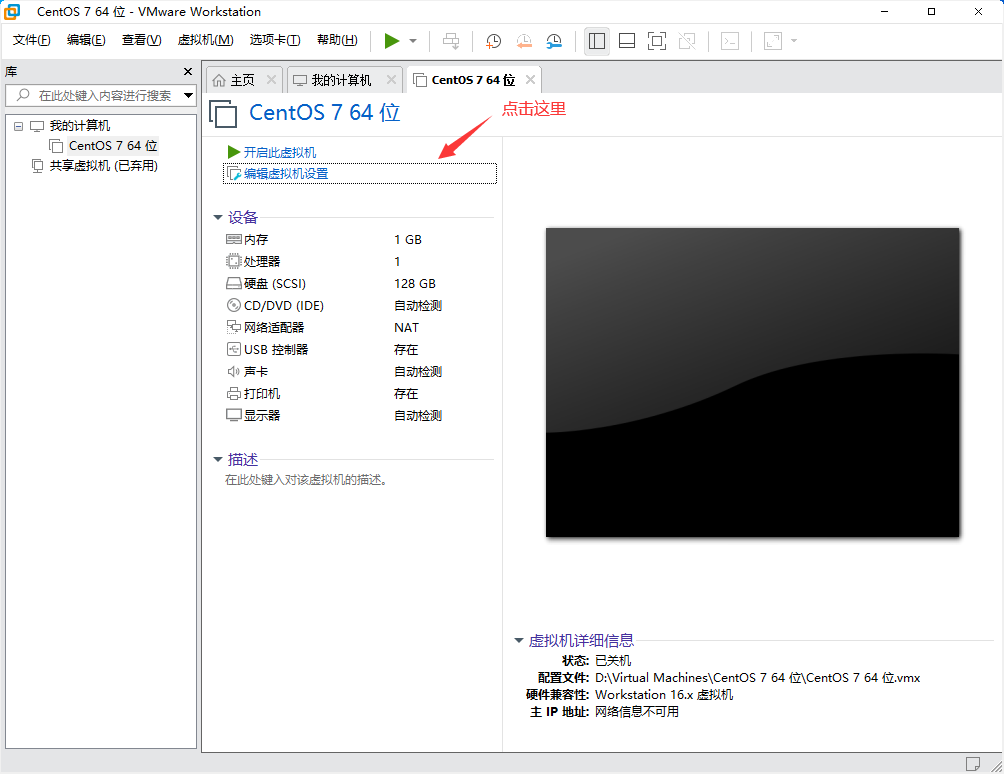 CentOS 7 64 位 - VMware Workstation
文件(F) 编辑(E) 查看(V) 虚拟机(M) 选项卡(T) 帮助(H)
库
在此处键入内容进行搜索
我的计算机
CentOS 7 64 位
共享虚拟机 (已弃用)
主页 我的计算机 CentOS 7 64 位
CentOS 7 64 位
点击这里
开启此虚拟机
编辑虚拟机设置
设备
内存 1 GB
处理器 1
硬盘 (SCSI) 128 GB
CD/DVD (IDE) 自动检测
网络适配器 NAT
USB 控制器 存在
声卡 自动检测
打印机 存在
显示器 自动检测
描述
在此处键入对该虚拟机的描述。
虚拟机详细信息
状态: 已关机
配置文件: D:\Virtual Machines\CentOS 7 64 位\CentOS 7 64 位.vmx
硬件兼容性: Workstation 16.x 虚拟机
主 IP 地址: 网络信息不可用